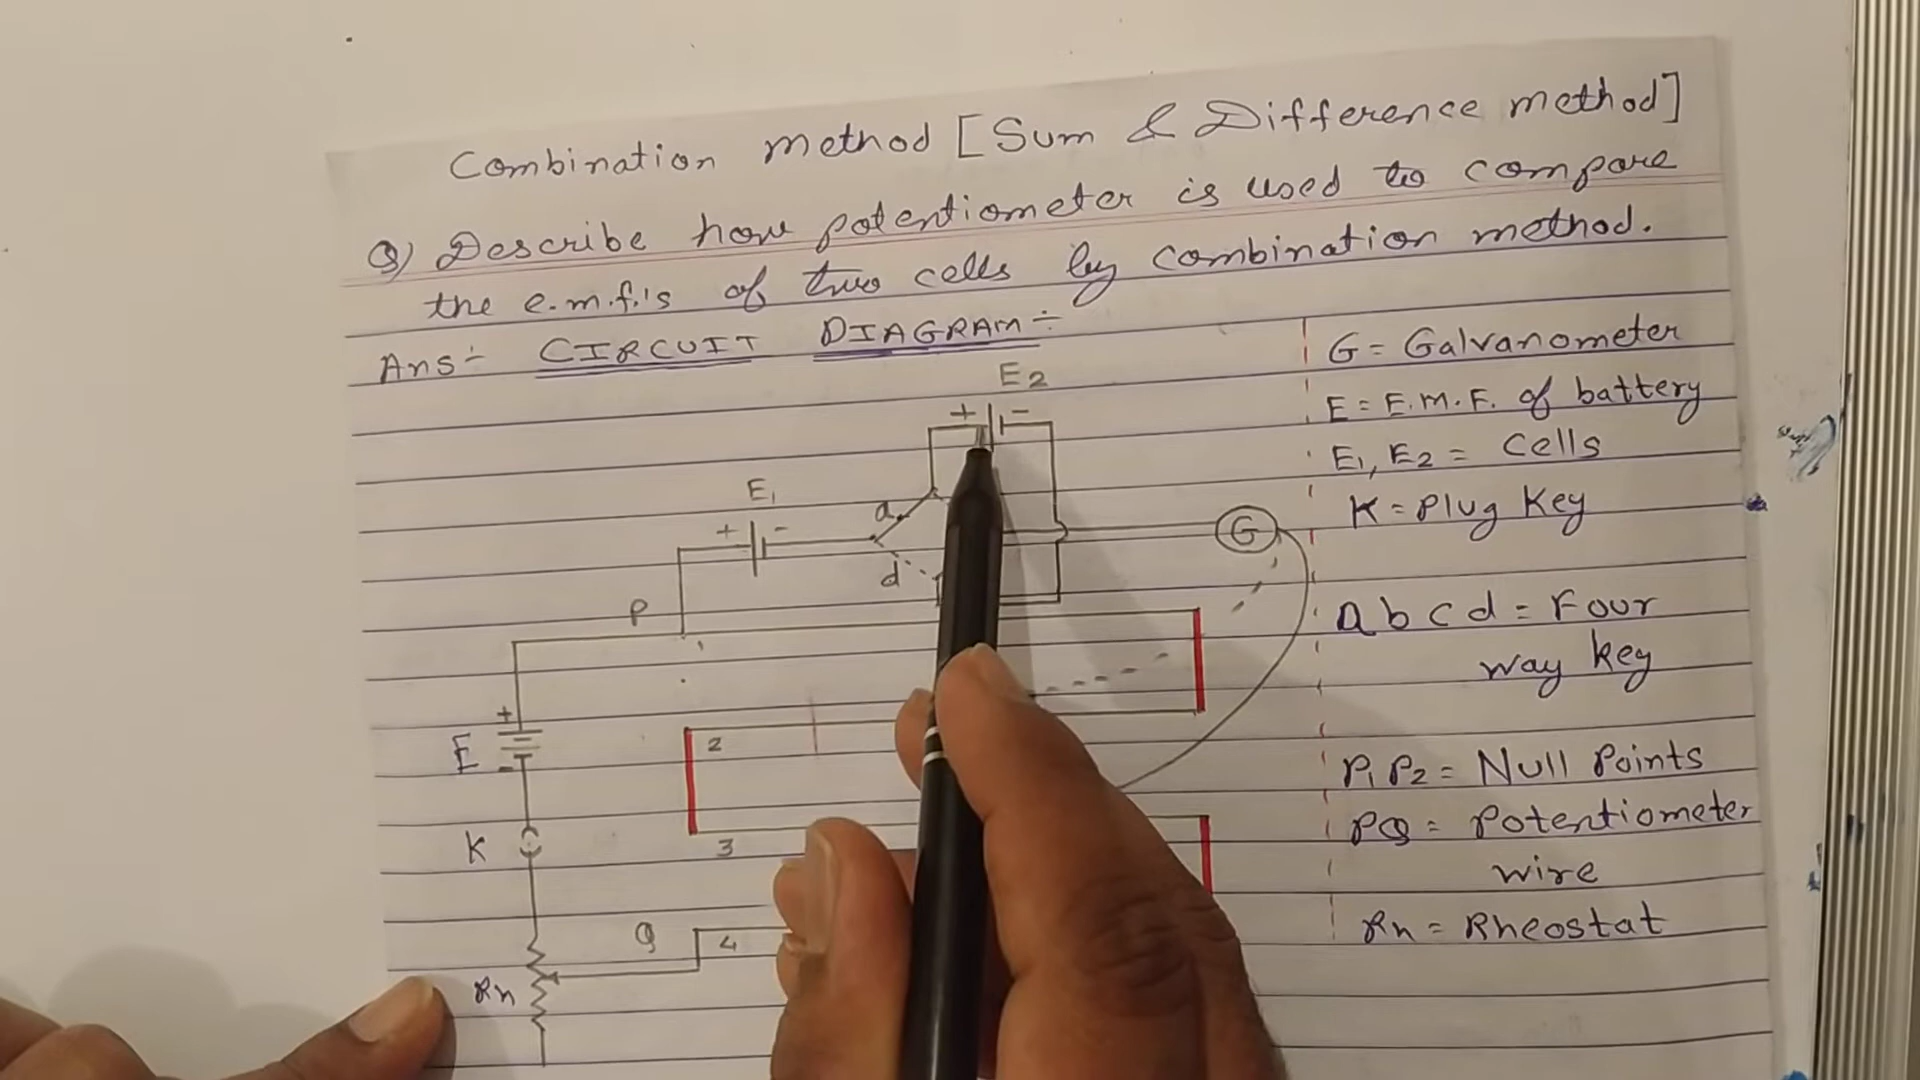 Combination method [Sum & Difference method]
Q) Describe how potentiometer is used to compare
the e.m.f.'s of two cells by combination method.
Ans :- CIRCUIT DIAGRAM :-
E2
+ -
E1
+ -
a
d
G
P
+
E
-
K
2
3
Q
4
Rh
G = Galvanometer
E = E.M.F. of battery
E1, E2 = Cells
K = Plug Key
a b c d = Four
way key
P1 P2 = Null Points
PQ = Potentiometer
wire
Rh = Rheostat